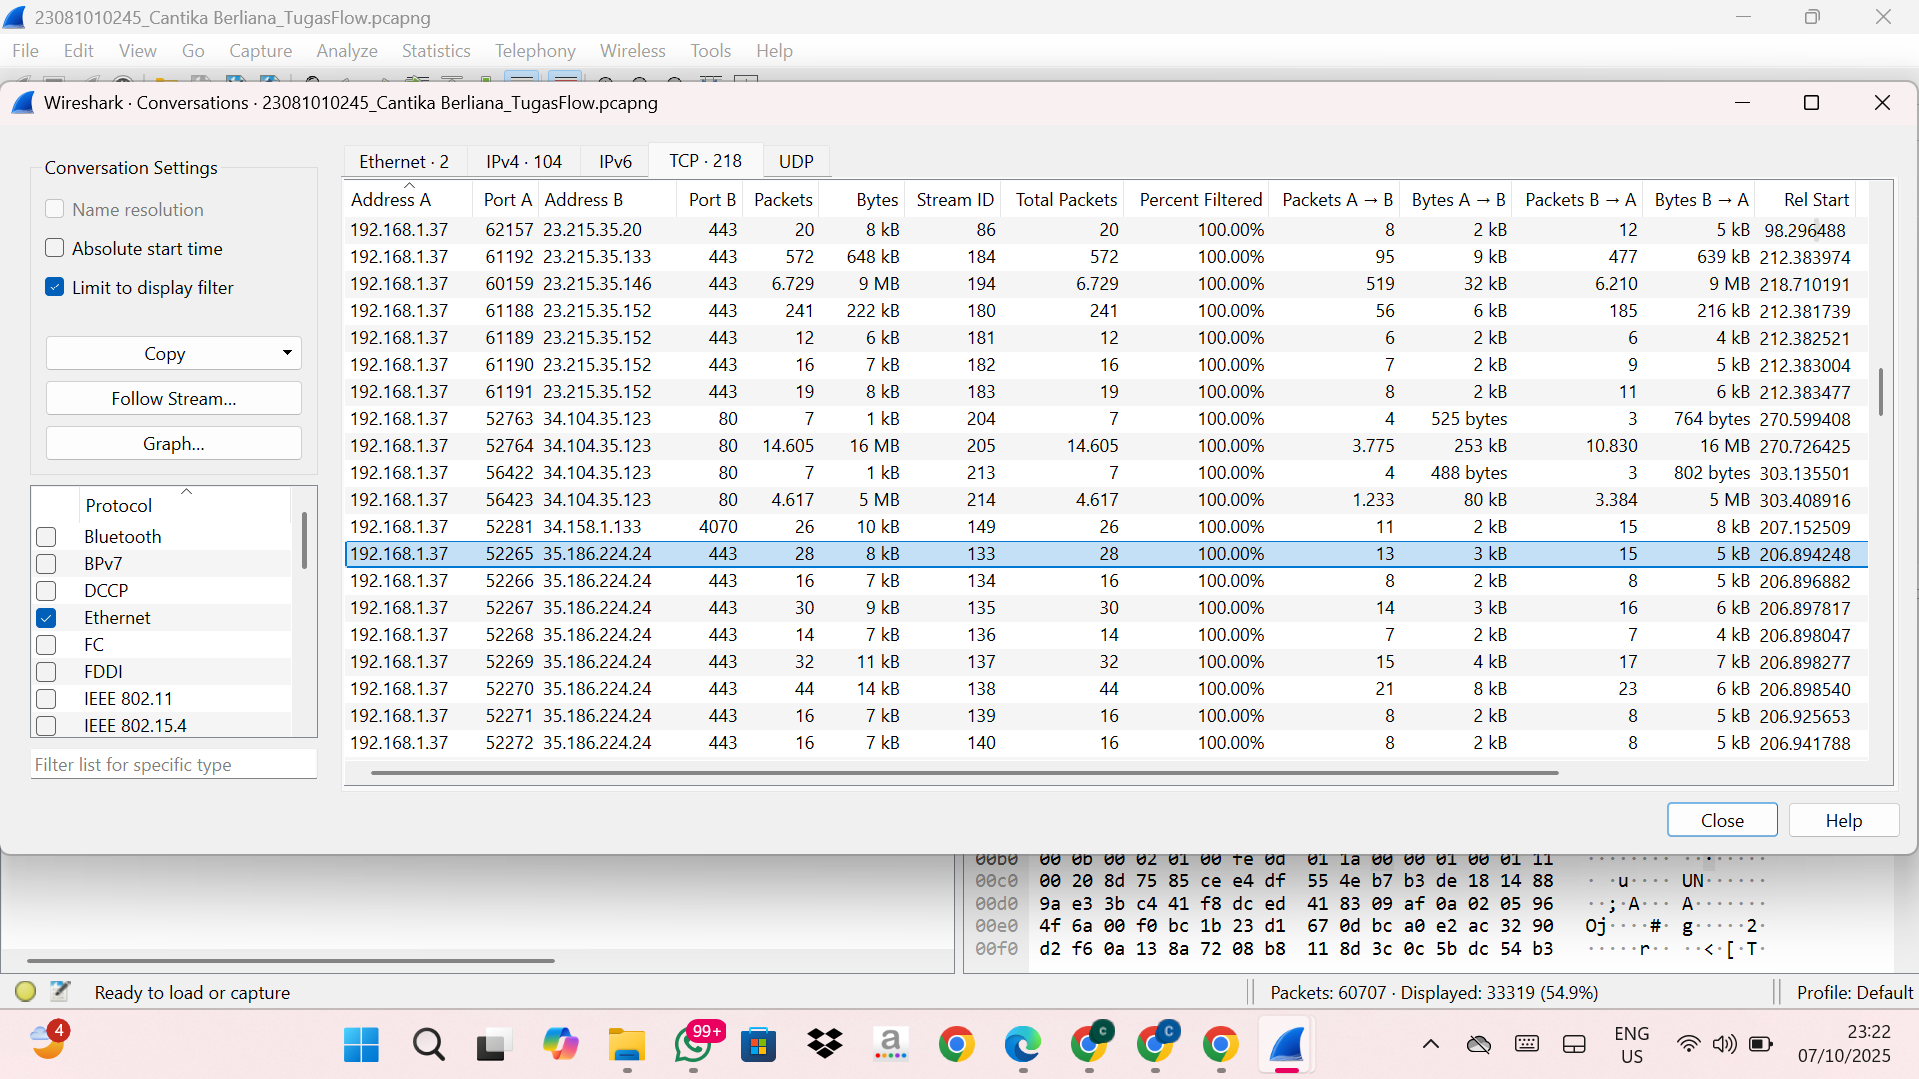 23081010245_Cantika Berliana_TugasFlow.pcapng
File Edit View Go Capture Analyze Statistics Telephony Wireless Tools Help
Wireshark · Conversations · 23081010245_Cantika Berliana_TugasFlow.pcapng
Conversation Settings
Name resolution
Absolute start time
Limit to display filter
Copy
Follow Stream...
Graph...
Protocol
Bluetooth
BPv7
DCCP
Ethernet
FC
FDDI
IEEE 802.11
IEEE 802.15.4
Filter list for specific type
Ethernet · 2 IPv4 · 104 IPv6 TCP · 218 UDP
Address A Port A Address B Port B Packets Bytes Stream ID Total Packets Percent Filtered Packets A → B Bytes A → B Packets B → A Bytes B → A Rel Start
192.168.1.37 62157 23.215.35.20 443 20 8 kB 86 20 100.00% 8 2 kB 12 5 kB 98.296488
192.168.1.37 61192 23.215.35.133 443 572 648 kB 184 572 100.00% 95 9 kB 477 639 kB 212.383974
192.168.1.37 60159 23.215.35.146 443 6.729 9 MB 194 6.729 100.00% 519 32 kB 6.210 9 MB 218.710191
192.168.1.37 61188 23.215.35.152 443 241 222 kB 180 241 100.00% 56 6 kB 185 216 kB 212.381739
192.168.1.37 61189 23.215.35.152 443 12 6 kB 181 12 100.00% 6 2 kB 6 4 kB 212.382521
192.168.1.37 61190 23.215.35.152 443 16 7 kB 182 16 100.00% 7 2 kB 9 5 kB 212.383004
192.168.1.37 61191 23.215.35.152 443 19 8 kB 183 19 100.00% 8 2 kB 11 6 kB 212.383477
192.168.1.37 52763 34.104.35.123 80 7 1 kB 204 7 100.00% 4 525 bytes 3 764 bytes 270.599408
192.168.1.37 52764 34.104.35.123 80 14.605 16 MB 205 14.605 100.00% 3.775 253 kB 10.830 16 MB 270.726425
192.168.1.37 56422 34.104.35.123 80 7 1 kB 213 7 100.00% 4 488 bytes 3 802 bytes 303.135501
192.168.1.37 56423 34.104.35.123 80 4.617 5 MB 214 4.617 100.00% 1.233 80 kB 3.384 5 MB 303.408916
192.168.1.37 52281 34.158.1.133 4070 26 10 kB 149 26 100.00% 11 2 kB 15 8 kB 207.152509
192.168.1.37 52265 35.186.224.24 443 28 8 kB 133 28 100.00% 13 3 kB 15 5 kB 206.894248
192.168.1.37 52266 35.186.224.24 443 16 7 kB 134 16 100.00% 8 2 kB 8 5 kB 206.896882
192.168.1.37 52267 35.186.224.24 443 30 9 kB 135 30 100.00% 14 3 kB 16 6 kB 206.897817
192.168.1.37 52268 35.186.224.24 443 14 7 kB 136 14 100.00% 7 2 kB 7 4 kB 206.898047
192.168.1.37 52269 35.186.224.24 443 32 11 kB 137 32 100.00% 15 4 kB 17 7 kB 206.898277
192.168.1.37 52270 35.186.224.24 443 44 14 kB 138 44 100.00% 21 8 kB 23 6 kB 206.898540
192.168.1.37 52271 35.186.224.24 443 16 7 kB 139 16 100.00% 8 2 kB 8 5 kB 206.925653
192.168.1.37 52272 35.186.224.24 443 16 7 kB 140 16 100.00% 8 2 kB 8 5 kB 206.941788
Close Help
00b0 00 0b 00 02 01 00 fe 0d 01 1a 00 00 01 00 01 11 ········ ········
00c0 00 20 8d 75 85 ce e4 df 55 4e b7 b3 de 18 14 88 · ·u···· UN······
00d0 9a e3 3b c4 41 f8 dc ed 41 83 09 af 0a 02 05 96 ··;·A··· A·······
00e0 4f 6a 00 f0 bc 1b 23 d1 67 0d bc a0 e2 ac 32 90 Oj····#· g·····2·
00f0 d2 f6 0a 13 8a 72 08 b8 11 8d 3c 0c 5b dc 54 b3 ·····r·· ··<·[·T·
Ready to load or capture
Packets: 60707 · Displayed: 33319 (54.9%)
Profile: Default
4
99+
a
C
C
ENG
US
23:22
07/10/2025